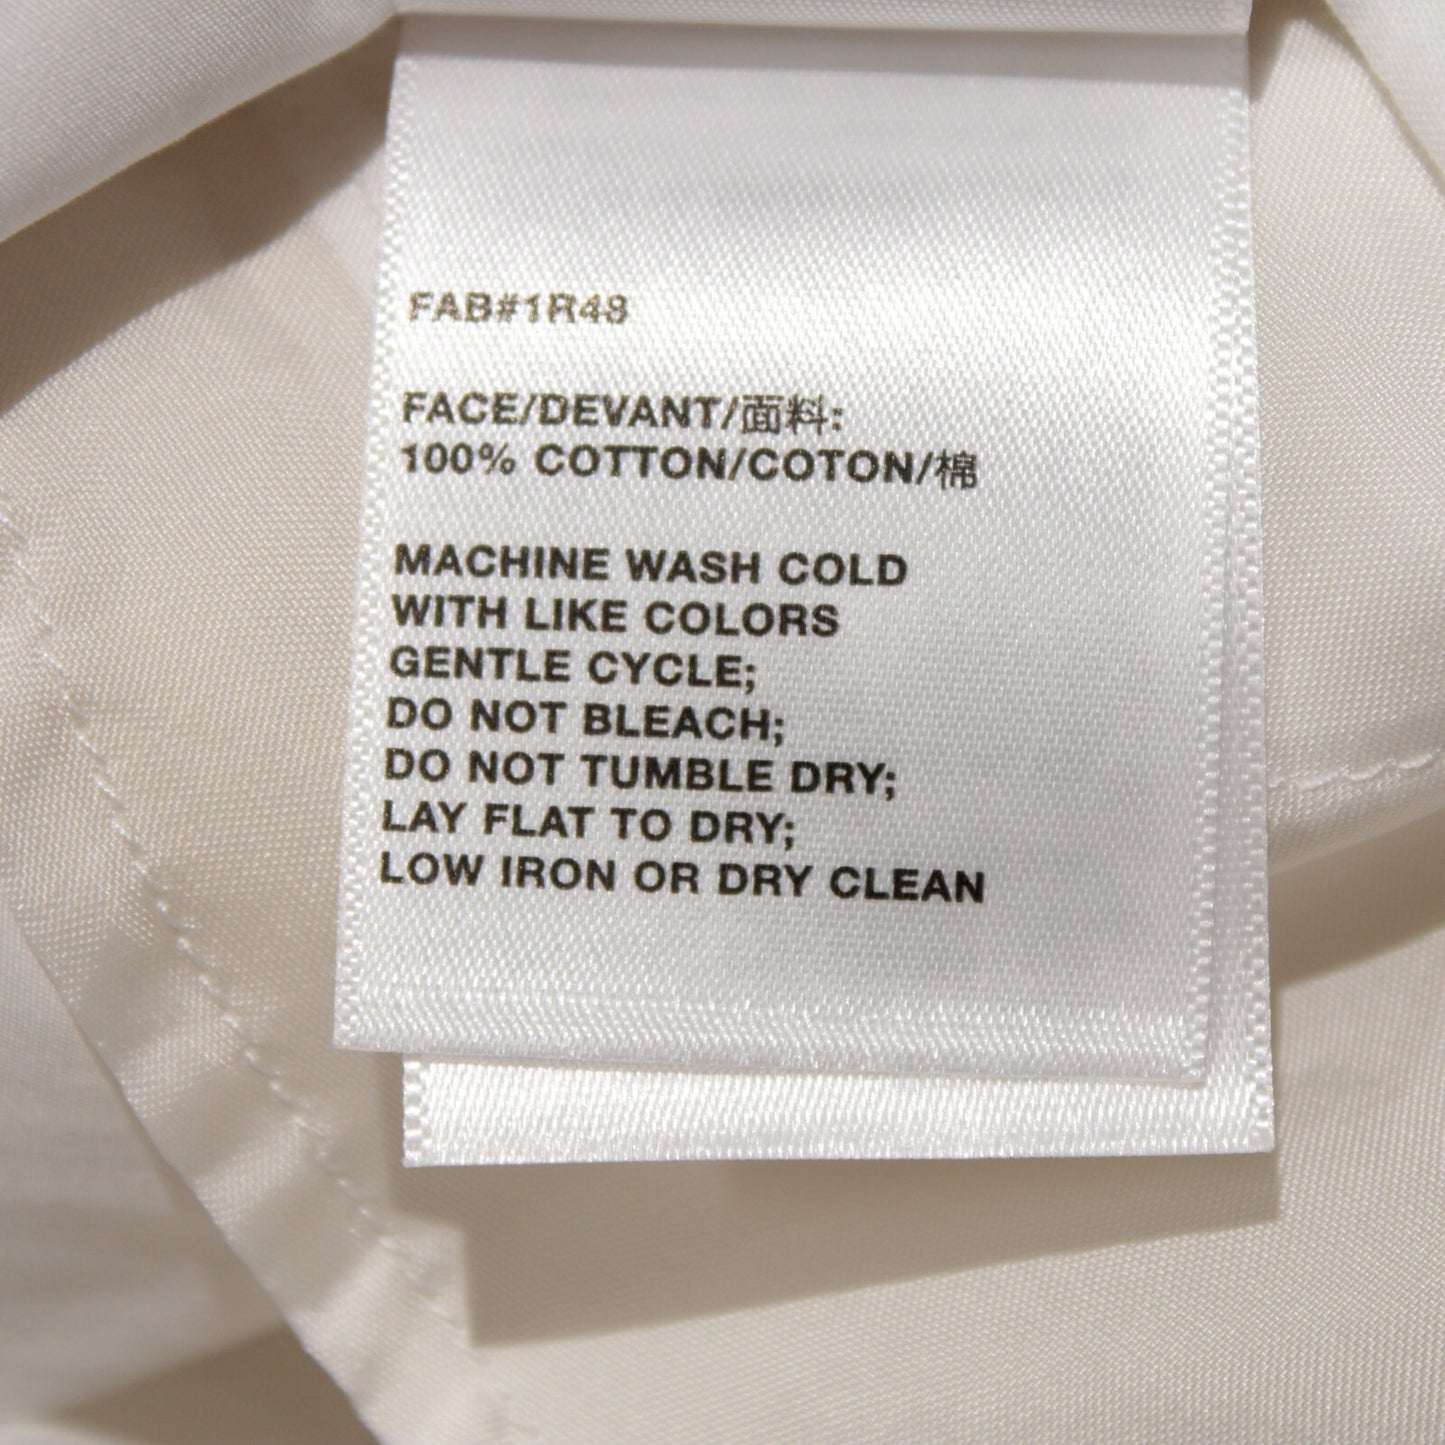 FAB#1R48
FACE/DEVANT/面料:
100% COTTON/COTON/棉
MACHINE WASH COLD
WITH LIKE COLORS
GENTLE CYCLE;
DO NOT BLEACH;
DO NOT TUMBLE DRY;
LAY FLAT TO DRY;
LOW IRON OR DRY CLEAN